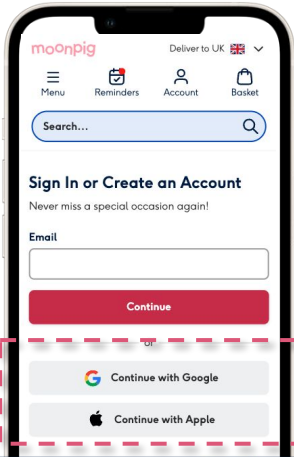 moonpig
Deliver to UK
Menu Reminders Account Basket
Search...
Sign In or Create an Account
Never miss a special occasion again!
Email
Continue
or
Continue with Google
Continue with Apple